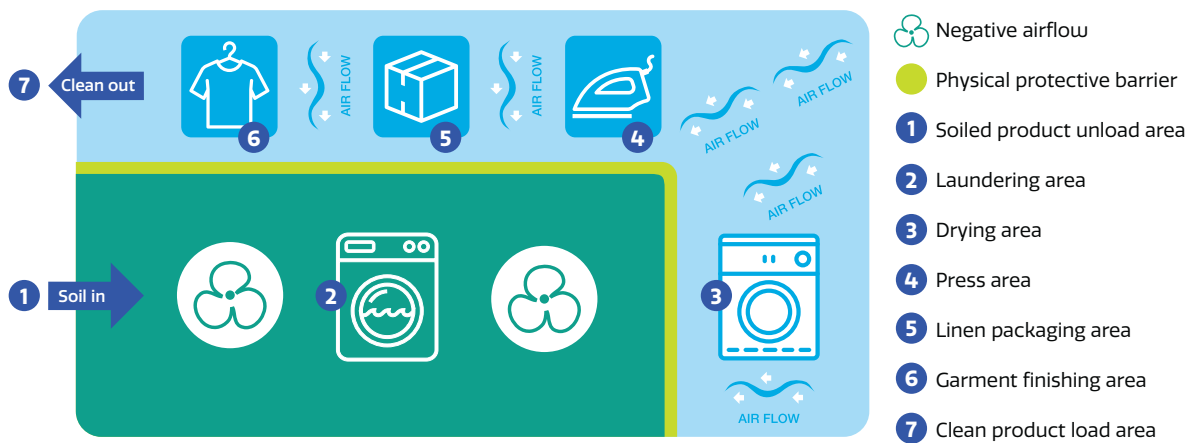 7 Clean out
AIR FLOW
AIR FLOW
AIR FLOW
AIR FLOW
6
5
4
AIR FLOW
1 Soil in
2
3
AIR FLOW
Negative airflow
Physical protective barrier
1 Soiled product unload area
2 Laundering area
3 Drying area
4 Press area
5 Linen packaging area
6 Garment finishing area
7 Clean product load area